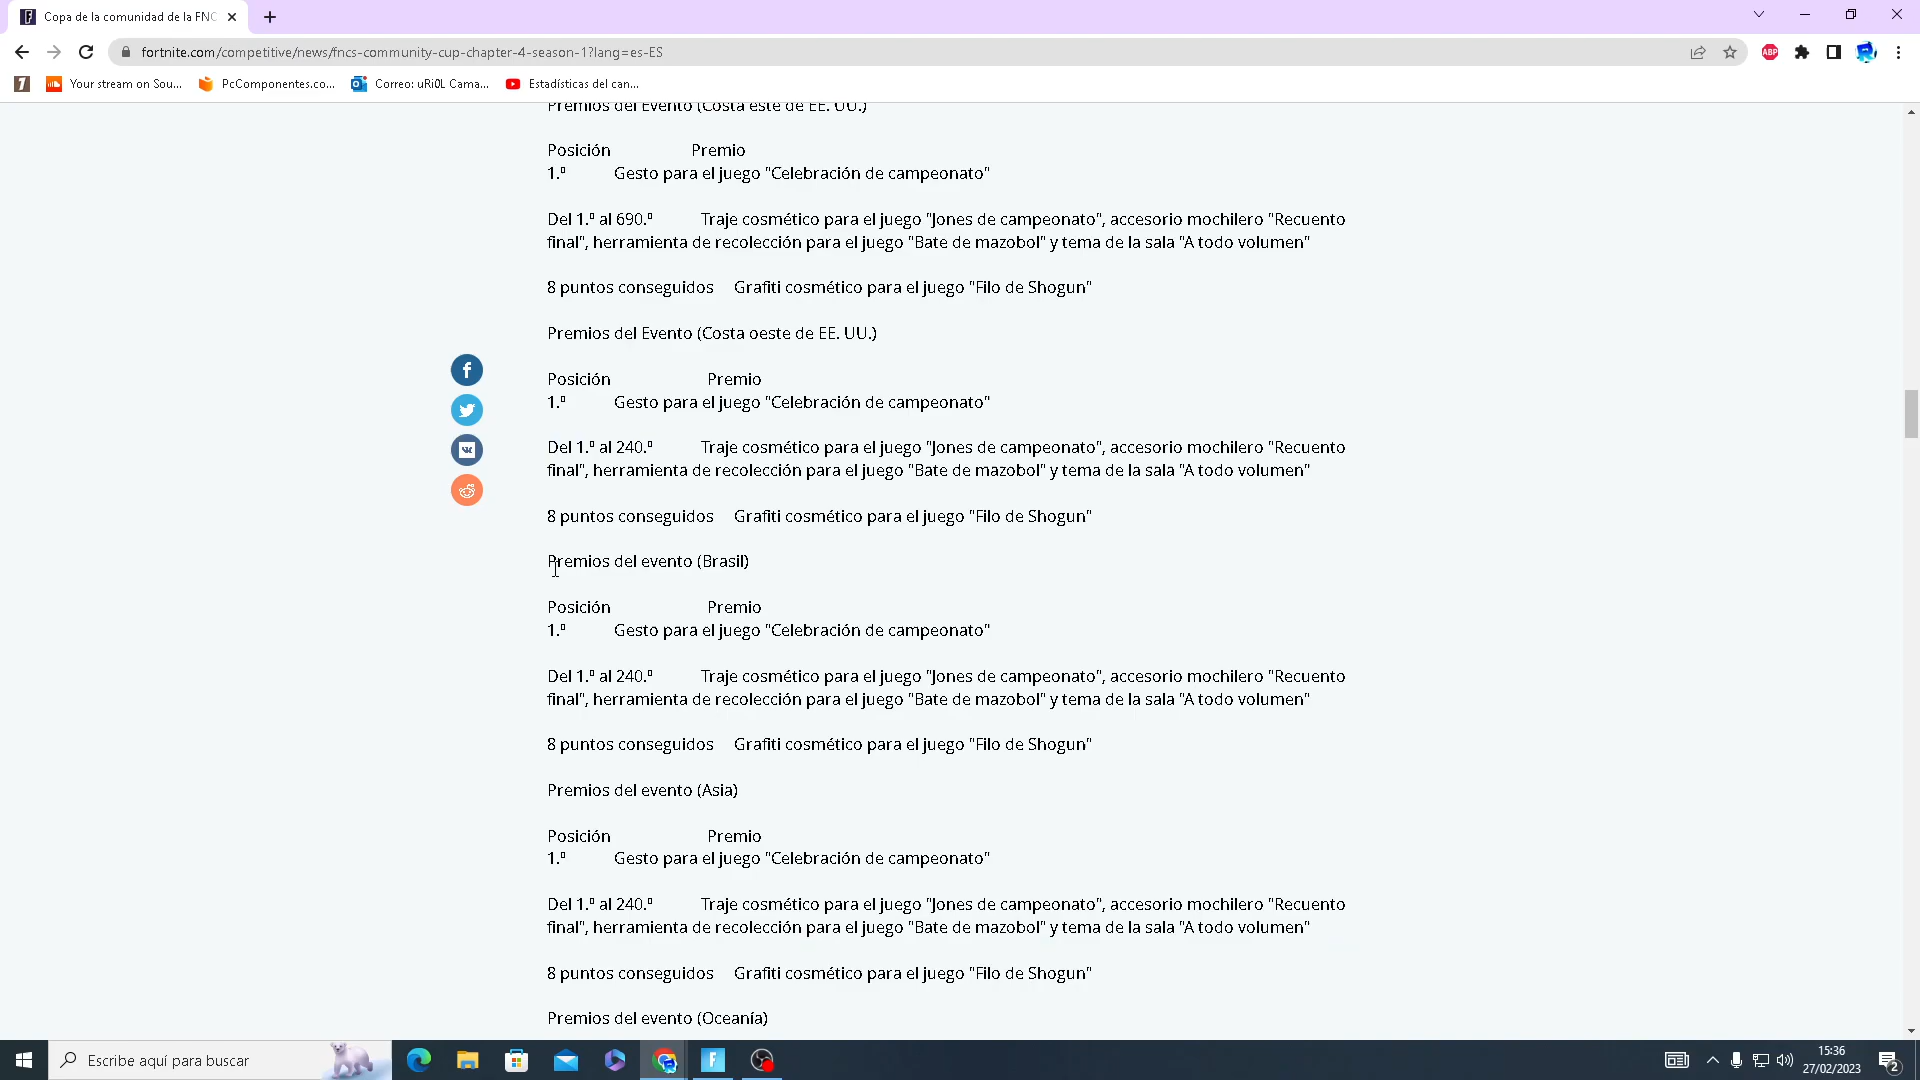 Copa de la comunidad de la FNC
fortnite.com/competitive/news/fncs-community-cup-chapter-4-season-1?lang=es-ES
ABP
Your stream on Sou...
PcComponentes.co...
Correo: uRi0L Cama...
Estadísticas del can...
Premios del Evento (Costa este de EE. UU.)
Posición Premio
1.º Gesto para el juego "Celebración de campeonato"
Del 1.º al 690.º Traje cosmético para el juego "Jones de campeonato", accesorio mochilero "Recuento
final", herramienta de recolección para el juego "Bate de mazobol" y tema de la sala "A todo volumen"
8 puntos conseguidos Grafiti cosmético para el juego "Filo de Shogun"
Premios del Evento (Costa oeste de EE. UU.)
Posición Premio
1.º Gesto para el juego "Celebración de campeonato"
Del 1.º al 240.º Traje cosmético para el juego "Jones de campeonato", accesorio mochilero "Recuento
final", herramienta de recolección para el juego "Bate de mazobol" y tema de la sala "A todo volumen"
8 puntos conseguidos Grafiti cosmético para el juego "Filo de Shogun"
Premios del evento (Brasil)
Posición Premio
1.º Gesto para el juego "Celebración de campeonato"
Del 1.º al 240.º Traje cosmético para el juego "Jones de campeonato", accesorio mochilero "Recuento
final", herramienta de recolección para el juego "Bate de mazobol" y tema de la sala "A todo volumen"
8 puntos conseguidos Grafiti cosmético para el juego "Filo de Shogun"
Premios del evento (Asia)
Posición Premio
1.º Gesto para el juego "Celebración de campeonato"
Del 1.º al 240.º Traje cosmético para el juego "Jones de campeonato", accesorio mochilero "Recuento
final", herramienta de recolección para el juego "Bate de mazobol" y tema de la sala "A todo volumen"
8 puntos conseguidos Grafiti cosmético para el juego "Filo de Shogun"
Premios del evento (Oceanía)
Escribe aquí para buscar
15:36
27/02/2023
2